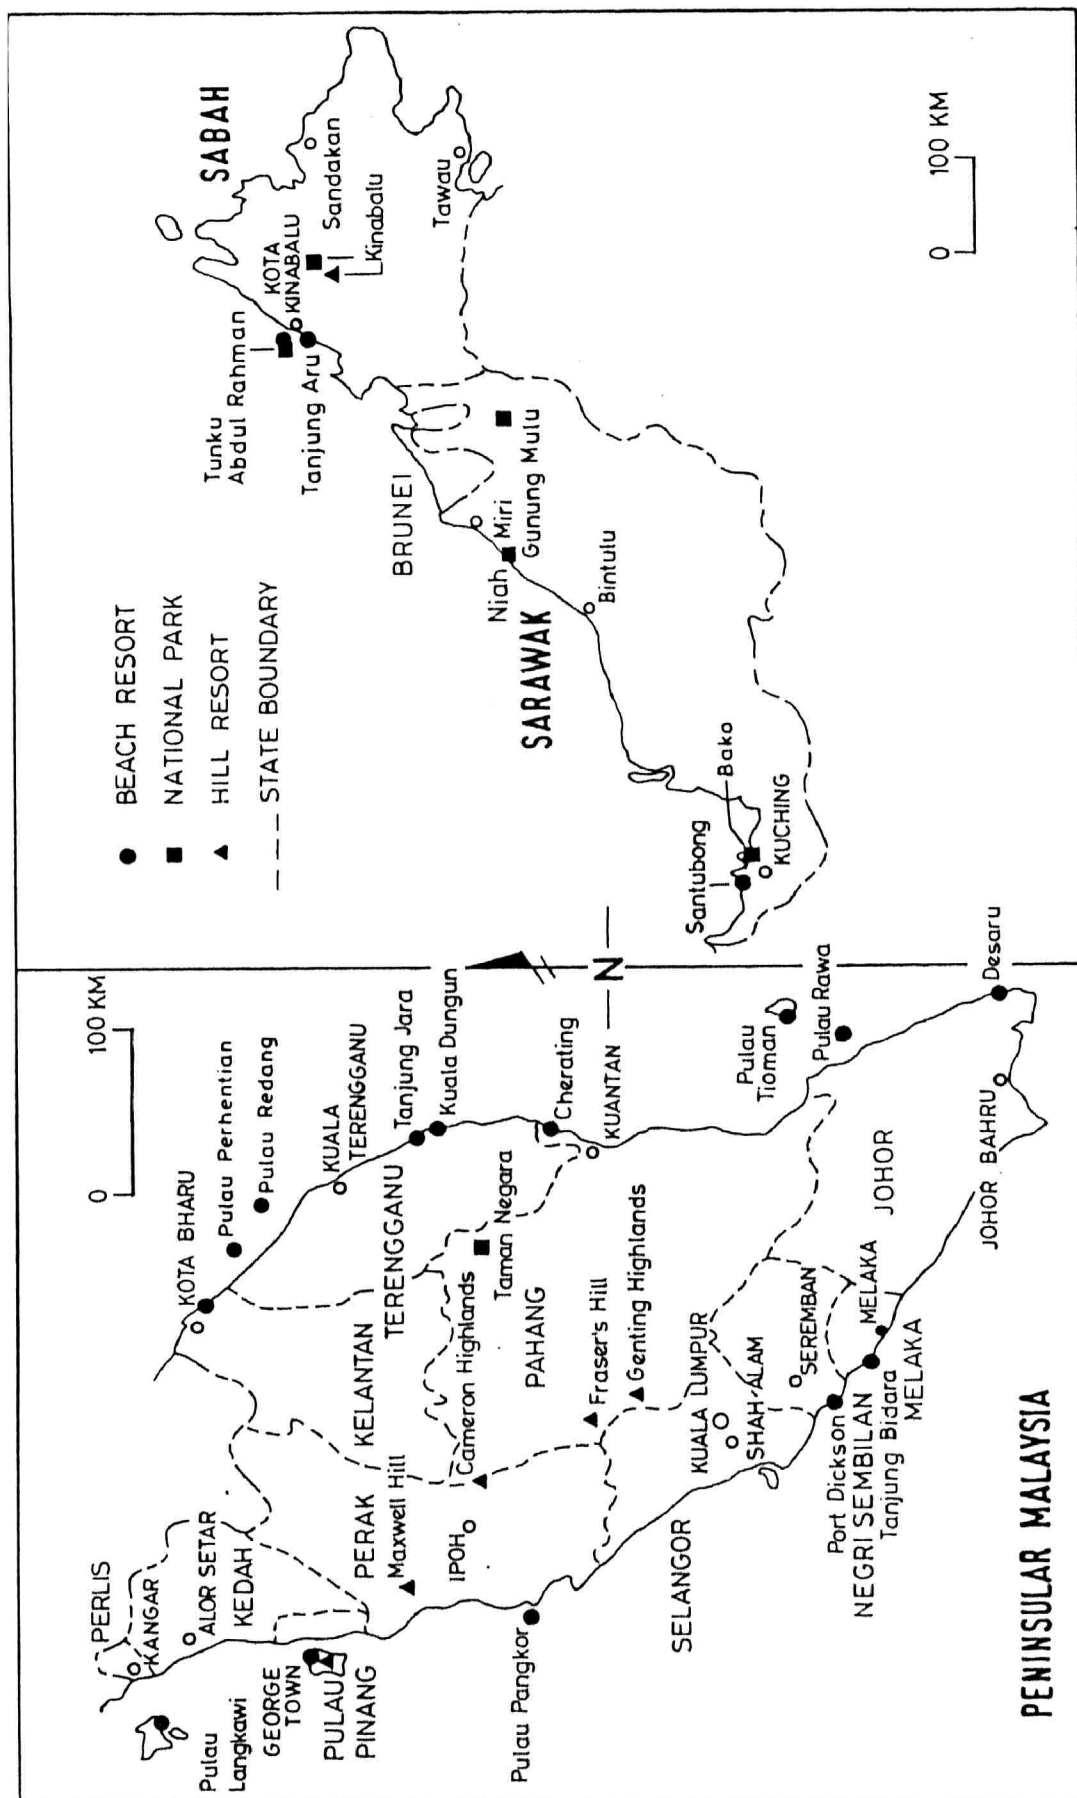 PERLIS
KANGAR
ALOR SETAR
KEDAH
Pulau
Langkawi
GEORGE
TOWN
PULAU
PINANG
PERAK
Maxwell Hill
IPOH
Pulau Pangkor
KELANTAN
Cameron Highlands
KOTA BHARU
Pulau Perhentian
Pulau Redang
KUALA
TERENGGANU
TERENGGANU
Tanjung Jara
Kuala Dungun
Taman Negara
PAHANG
Cherating
KUANTAN
Fraser's Hill
Genting Highlands
SELANGOR
KUALA LUMPUR
SHAH ALAM
SEREMBAN
Port Dickson
NEGRI SEMBILAN
Tanjung Bidara
MELAKA
MELAKA
JOHOR
JOHOR BAHRU
Pulau
Tioman
Pulau Rawa
Desaru
0
100 KM
PENINSULAR MALAYSIA
N
BEACH RESORT
NATIONAL PARK
HILL RESORT
STATE BOUNDARY
SABAH
Tunku
Abdul Rahman
Tanjung Aru
KOTA
KINABALU
Sandakan
Kinabalu
Tawau
BRUNEI
Miri
Niah
Gunung Mulu
SARAWAK
Bintulu
Bako
Santubong
KUCHING
0
100 KM